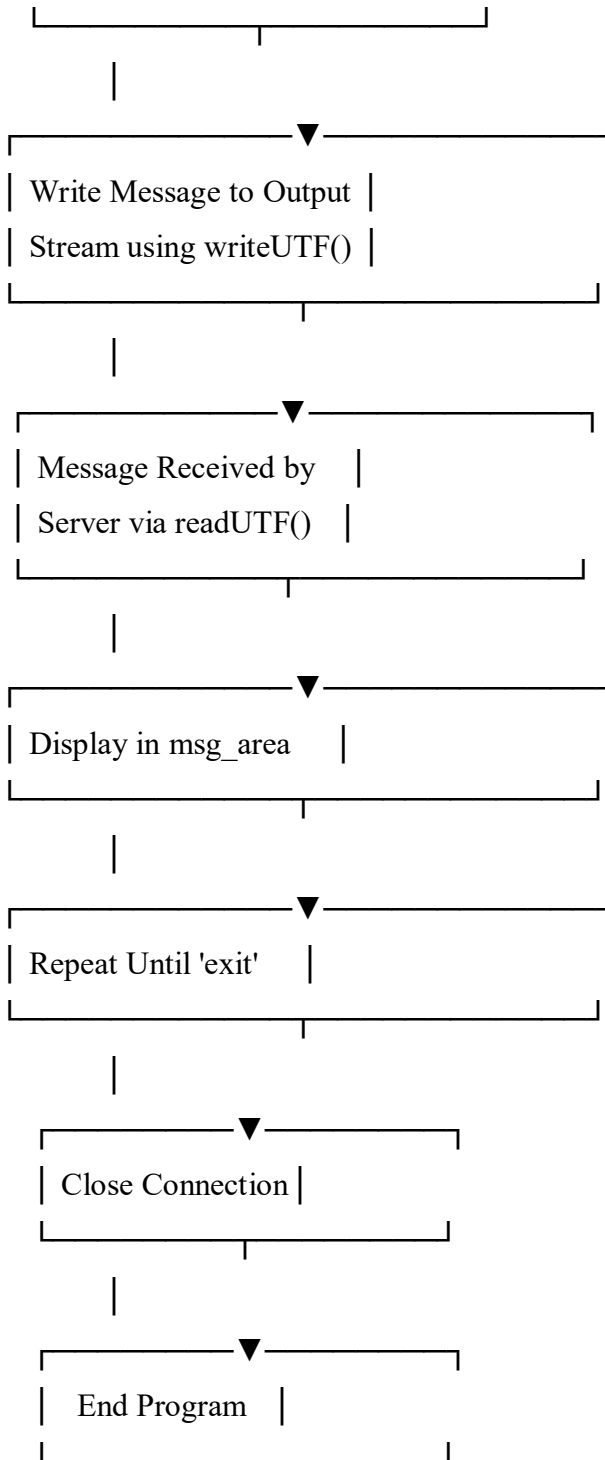 Write Message to Output
Stream using writeUTF()
Message Received by
Server via readUTF()
Display in msg_area
Repeat Until 'exit'
Close Connection
End Program